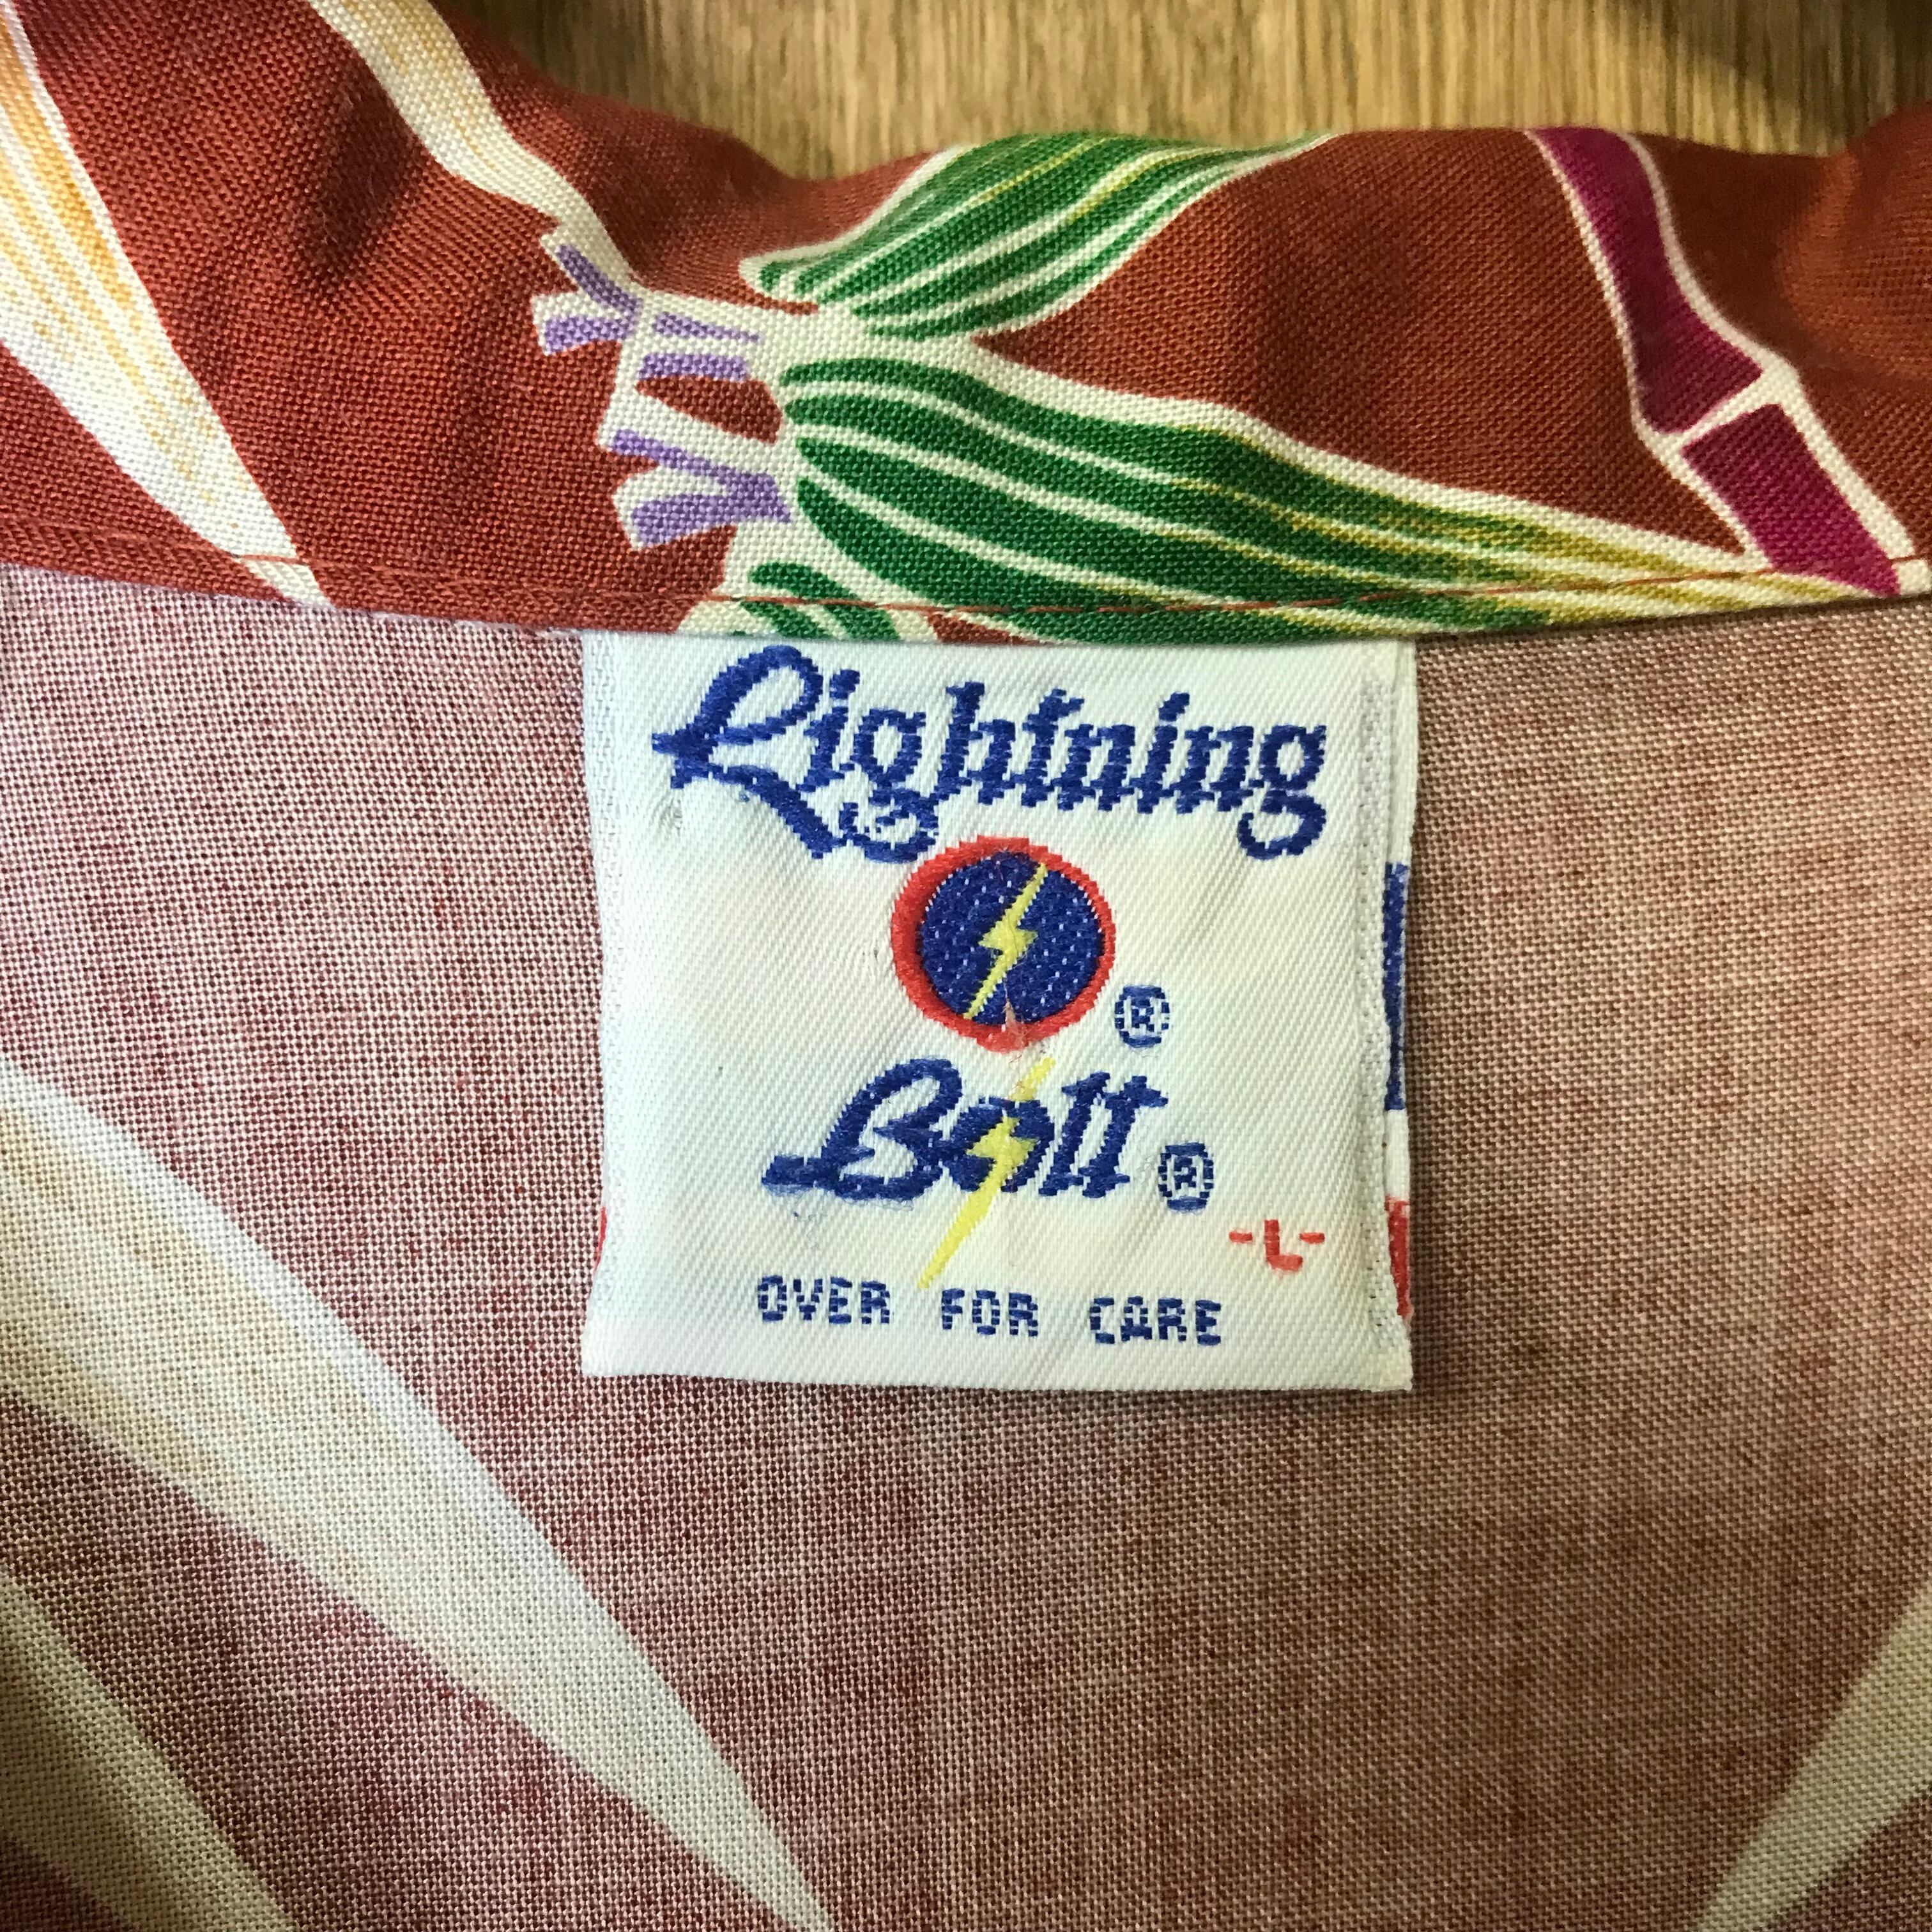 Lightning
®
Bolt ®
-L-
OVER FOR CARE